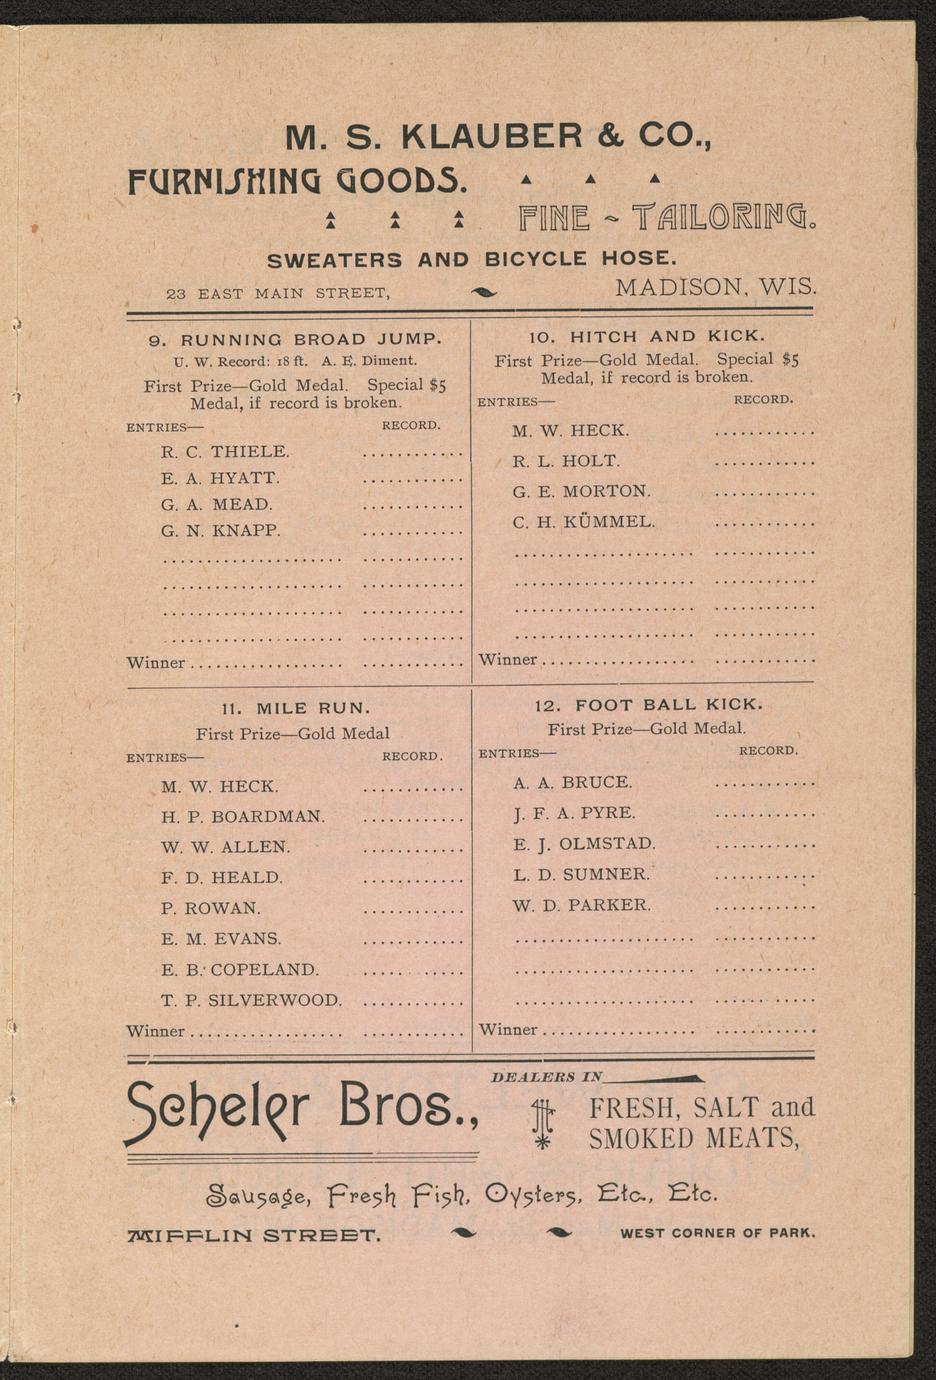 M. S. KLAUBER & CO.,
FURNISHING GOODS.
FINE ~ TAILORING.
SWEATERS AND BICYCLE HOSE.
23 EAST MAIN STREET, MADISON, WIS.
9. RUNNING BROAD JUMP.
U. W. Record: 18 ft. A. E. Diment.
First Prize—Gold Medal. Special $5
Medal, if record is broken.
ENTRIES— RECORD.
R. C. THIELE. ............
E. A. HYATT. ............
G. A. MEAD. ............
G. N. KNAPP. ............
..................... ............
..................... ............
..................... ............
..................... ............
Winner .................. ............
10. HITCH AND KICK.
First Prize—Gold Medal. Special $5
Medal, if record is broken.
ENTRIES— RECORD.
M. W. HECK. ............
R. L. HOLT. ............
G. E. MORTON. ............
C. H. KÜMMEL. ............
..................... ............
..................... ............
..................... ............
..................... ............
Winner .................. ............
11. MILE RUN.
First Prize—Gold Medal
ENTRIES— RECORD.
M. W. HECK. ............
H. P. BOARDMAN. ............
W. W. ALLEN. ............
F. D. HEALD. ............
P. ROWAN. ............
E. M. EVANS. ............
E. B. COPELAND. ............
T. P. SILVERWOOD. ............
Winner .................. ............
12. FOOT BALL KICK.
First Prize—Gold Medal.
ENTRIES— RECORD.
A. A. BRUCE. ............
J. F. A. PYRE. ............
E. J. OLMSTAD. ............
L. D. SUMNER. ............
W. D. PARKER. ............
..................... ............
..................... ............
..................... ............
Winner .................. ............
Scheler Bros.,
DEALERS IN
FRESH, SALT and
SMOKED MEATS,
Sausage, Fresh Fish, Oysters, Etc., Etc.
MIFFLIN STREET. WEST CORNER OF PARK.